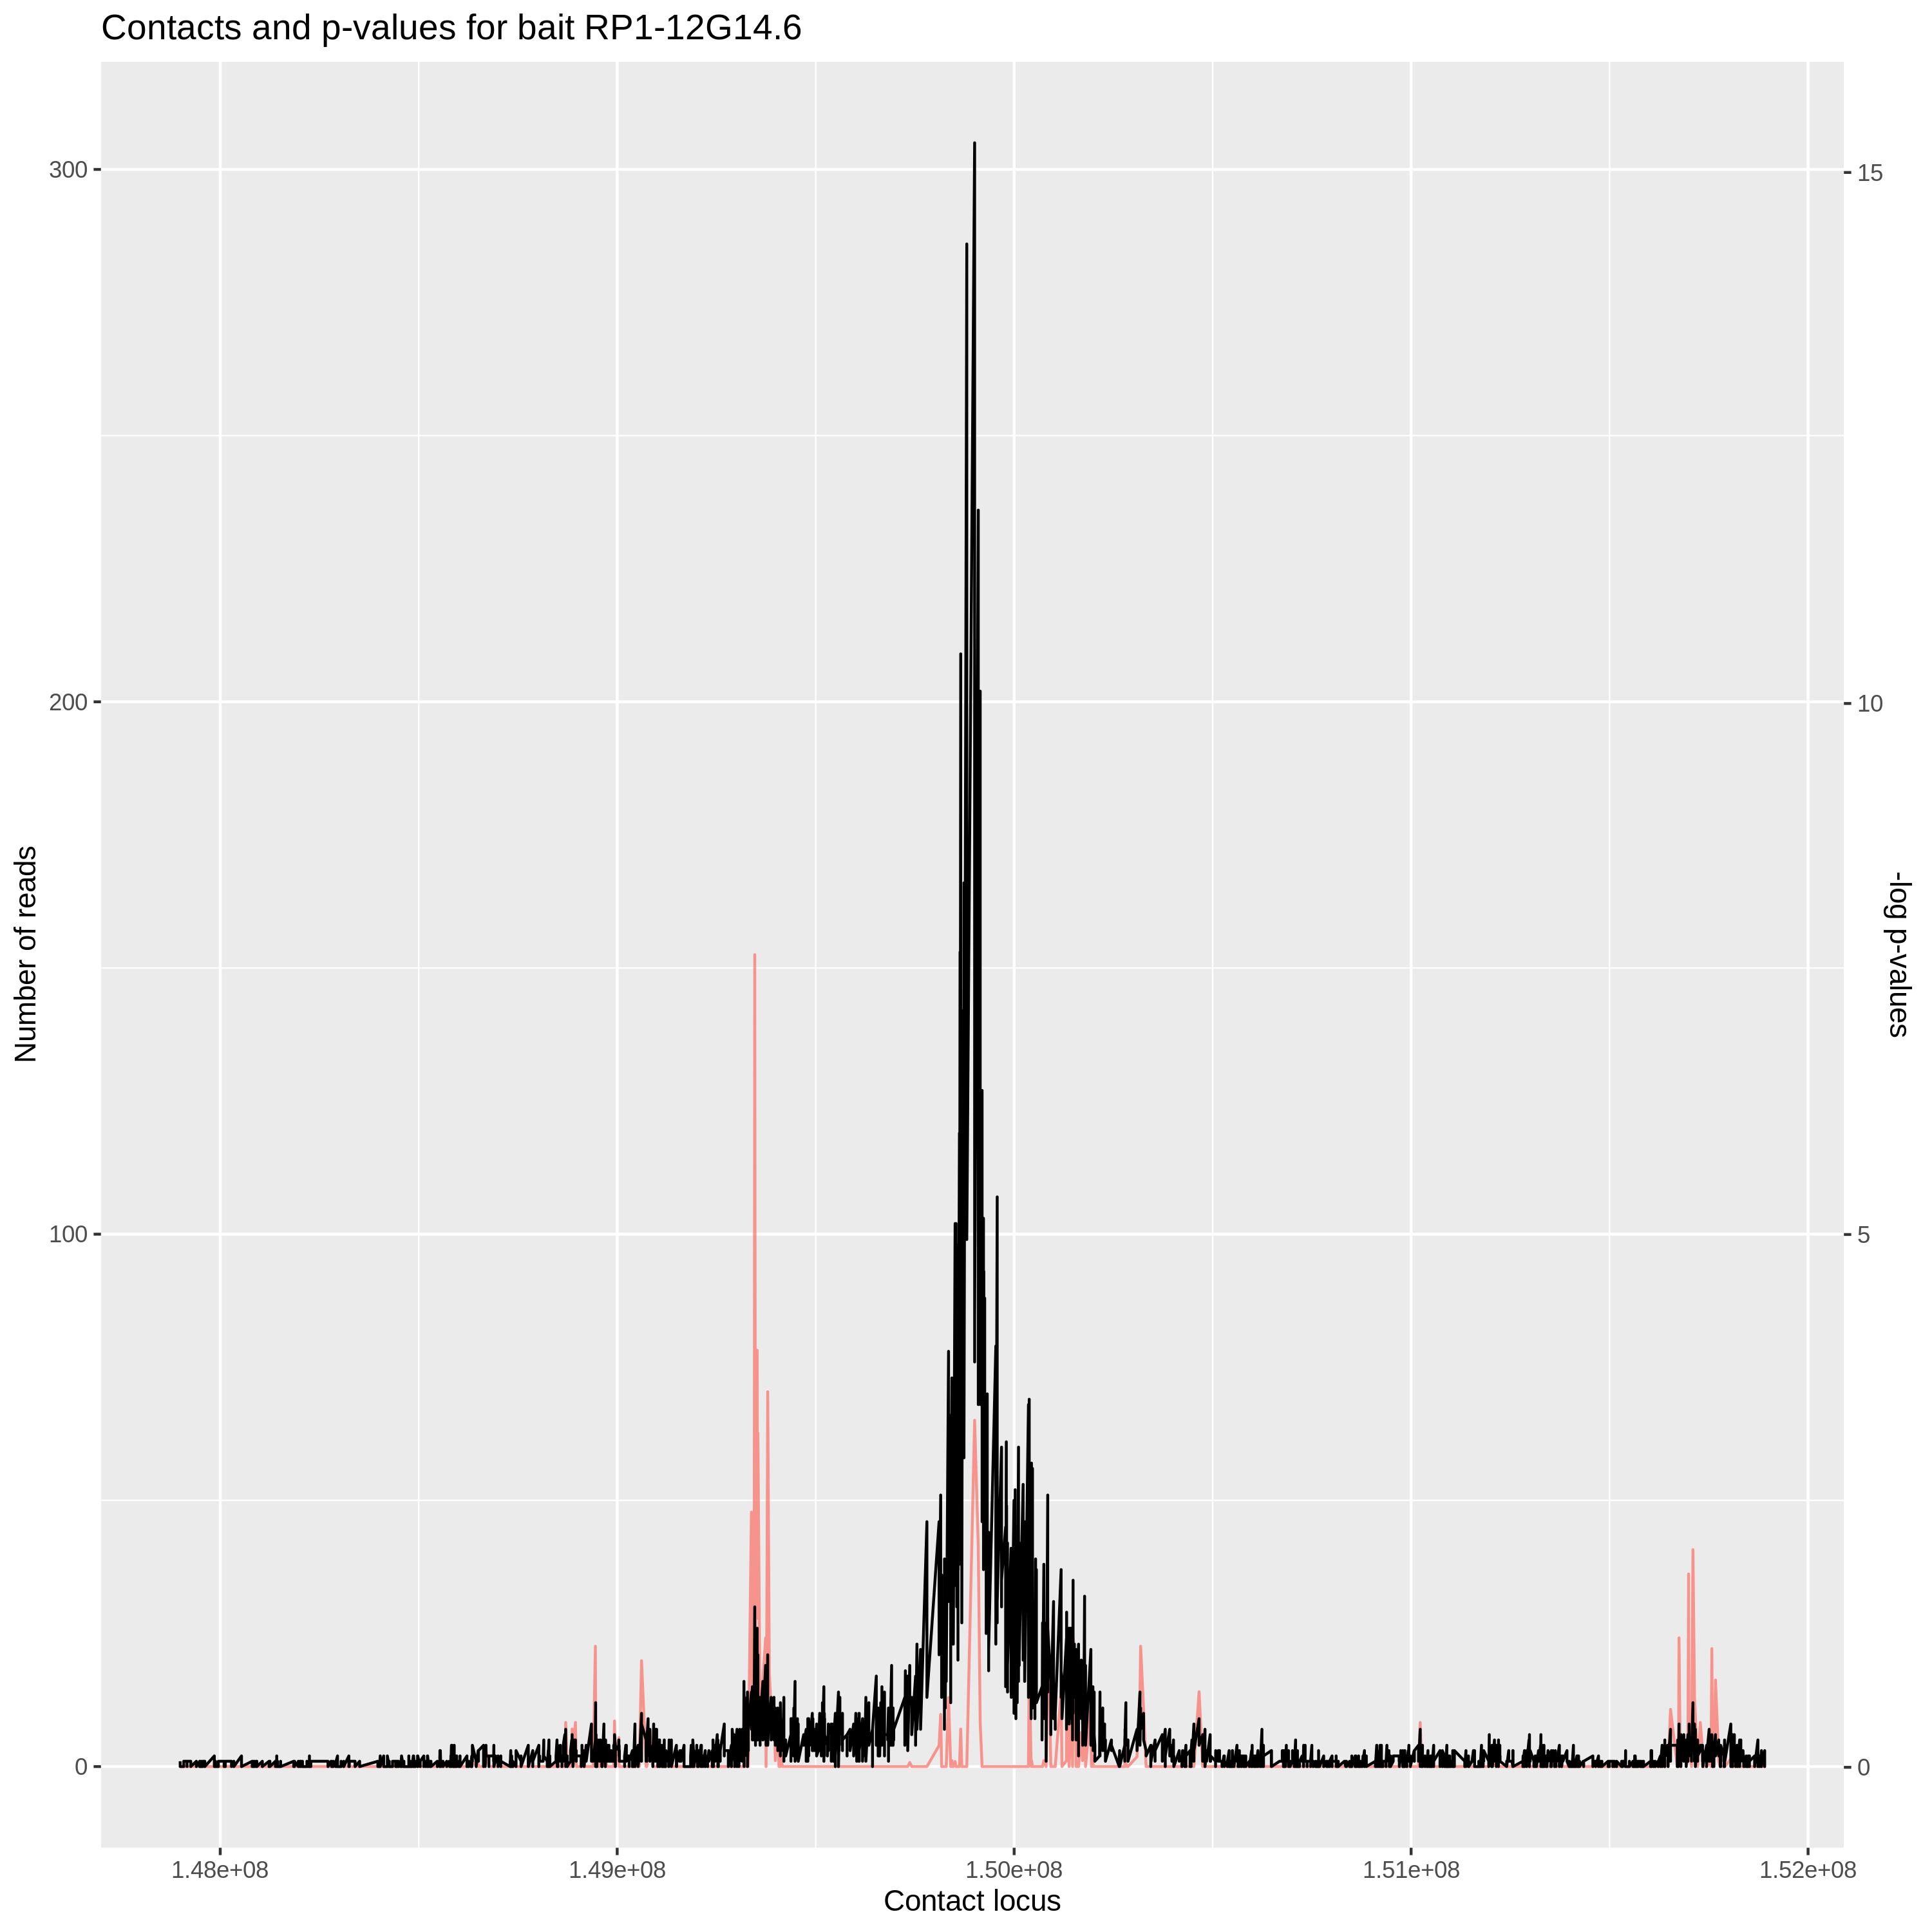 Contacts and p-values for bait RP1-12G14.6
300
200
100
0
15
10
5
0
Number of reads
-log p-values
1.48e+08
1.49e+08
1.50e+08
1.51e+08
1.52e+08
Contact locus